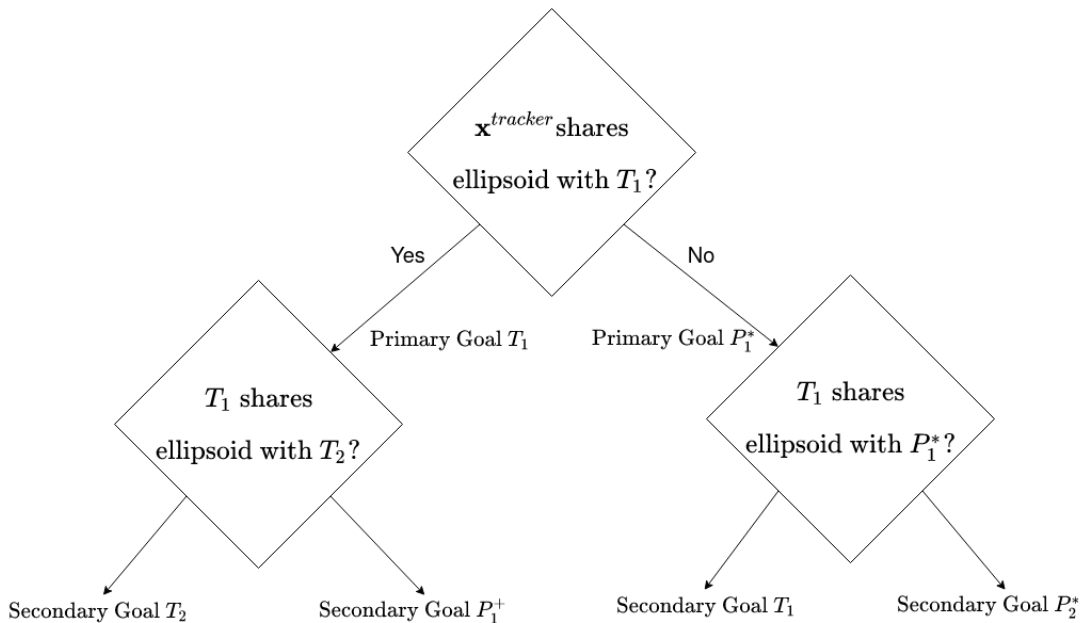 𝐱^{tracker} shares
ellipsoid with T_1?
Yes
No
Primary Goal T_1
Primary Goal P_1^*
T_1 shares
ellipsoid with T_2?
T_1 shares
ellipsoid with P_1^*?
Secondary Goal T_2
Secondary Goal P_1^+
Secondary Goal T_1
Secondary Goal P_2^*